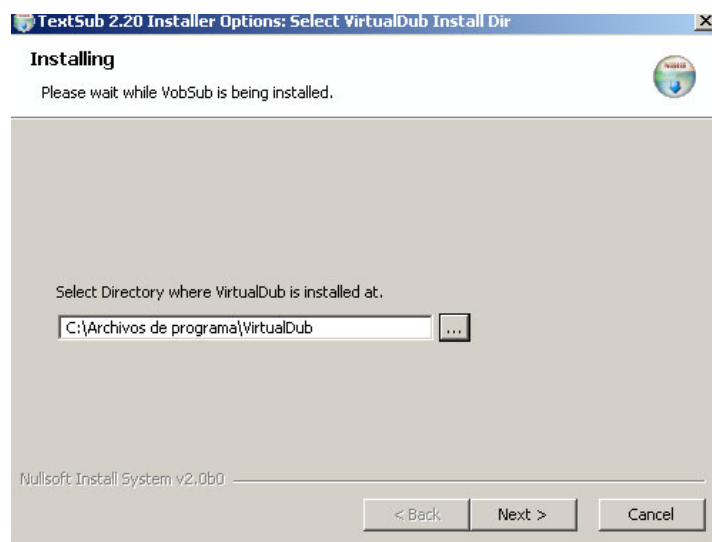 TextSub 2.20 Installer Options: Select VirtualDub Install Dir
Installing
Please wait while VobSub is being installed.
Select Directory where VirtualDub is installed at.
C:\Archivos de programa\VirtualDub
...
Nullsoft Install System v2.0b0
< Back
Next >
Cancel